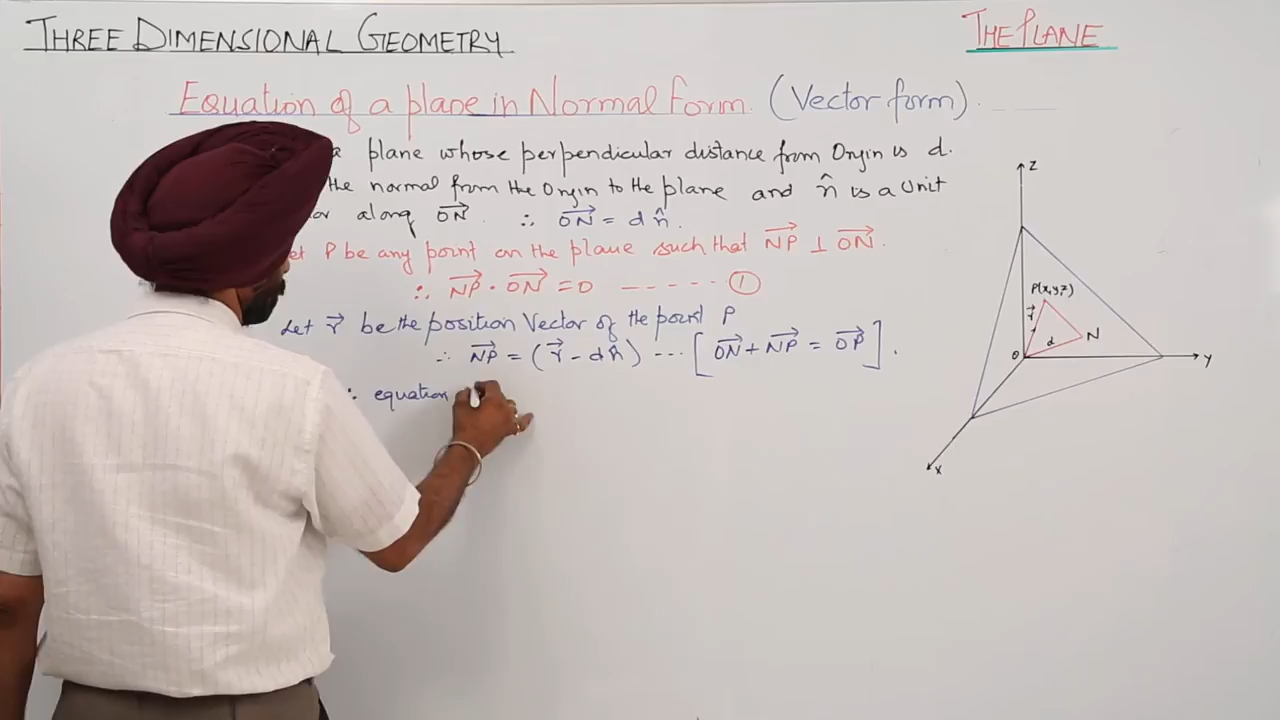 THREE DIMENSIONAL GEOMETRY
THE PLANE
Equation of a plane in Normal Form (Vector form)
plane whose perpendicular distance from Origin is d.
the normal from the Origin to the plane and n̂ is a Unit
along ON⃗ ∴ ON⃗ = d n̂.
P be any point on the plane such that NP⃗ ⊥ ON⃗.
∴ NP⃗ · ON⃗ = 0 ------ ①
Let r⃗ be the position Vector of the point P
∴ NP⃗ = (r⃗ - dn̂) --- [ON⃗ + NP⃗ = OP⃗].
∴ equation
Z
P(x,y,z)
r⃗
d
N
O
Y
X